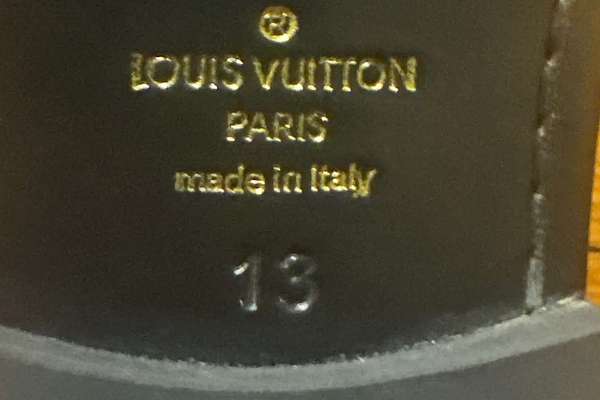 ®
LOUIS VUITTON
PARIS
made in Italy
13